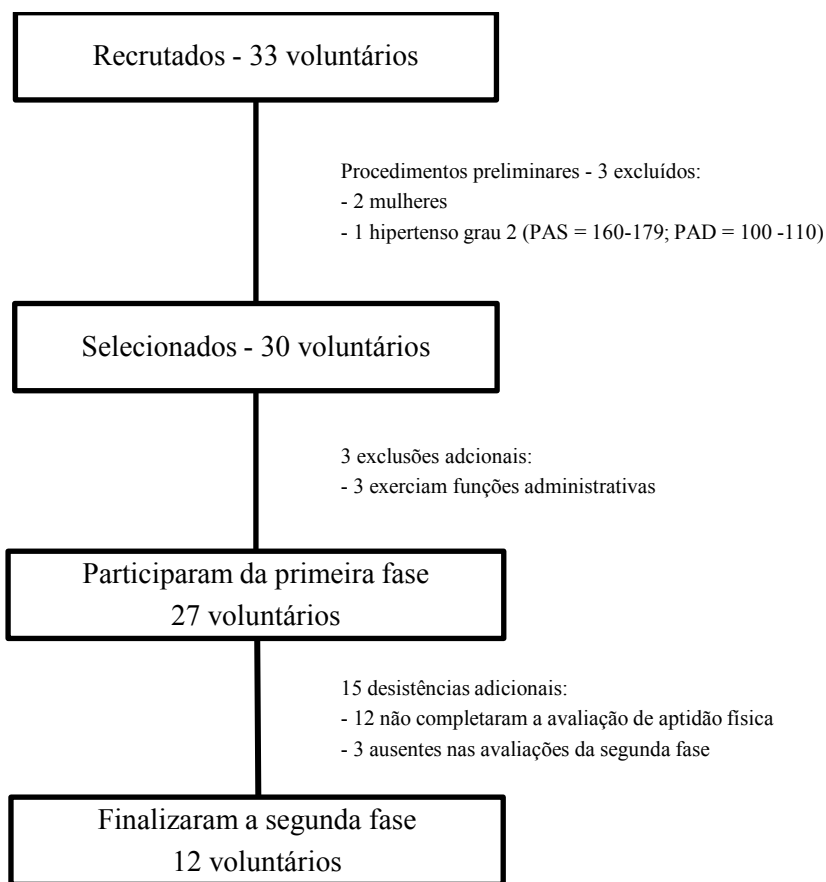 Recrutados - 33 voluntários
Procedimentos preliminares - 3 excluídos:
- 2 mulheres
- 1 hipertenso grau 2 (PAS = 160-179; PAD = 100 -110)
Selecionados - 30 voluntários
3 exclusões adcionais:
- 3 exerciam funções administrativas
Participaram da primeira fase
27 voluntários
15 desistências adicionais:
- 12 não completaram a avaliação de aptidão física
- 3 ausentes nas avaliações da segunda fase
Finalizaram a segunda fase
12 voluntários